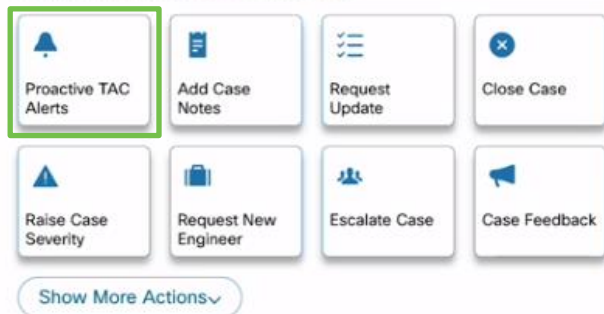 Proactive TAC
Alerts
Add Case
Notes
Request
Update
Close Case
Raise Case
Severity
Request New
Engineer
Escalate Case
Case Feedback
Show More Actions